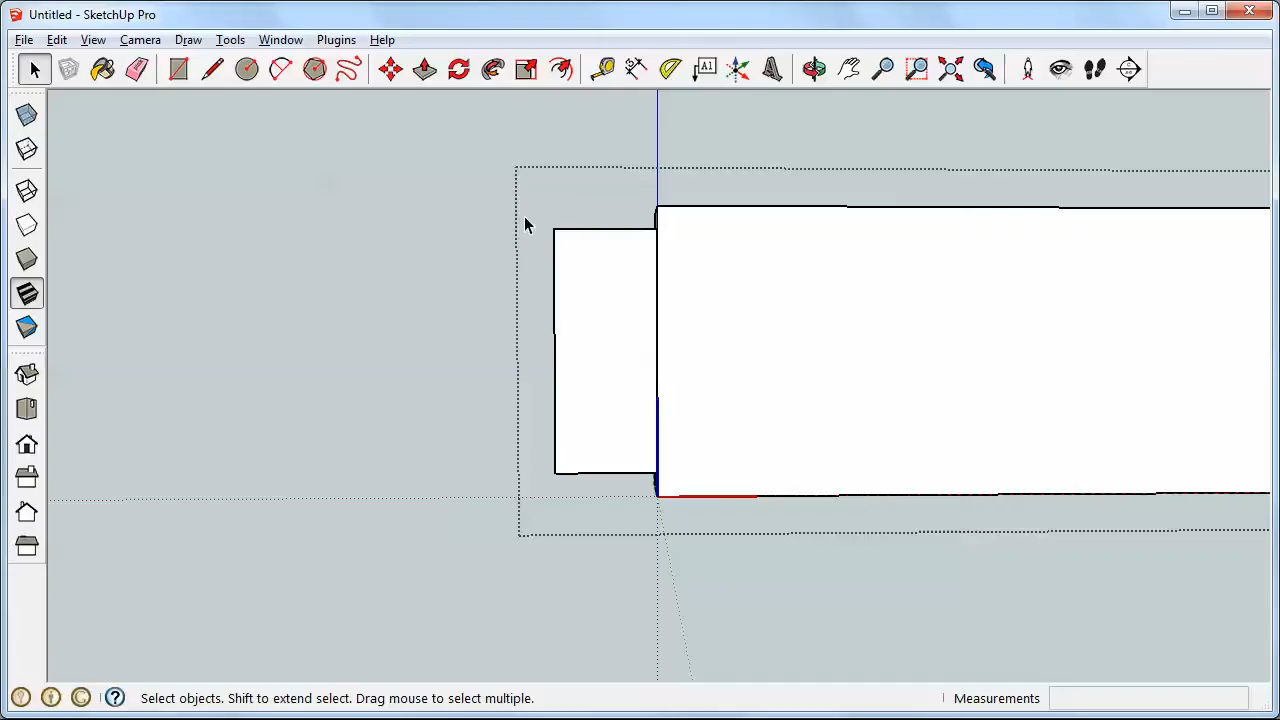 Untitled - SketchUp Pro
File Edit View Camera Draw Tools Window Plugins Help
A1
Select objects. Shift to extend select. Drag mouse to select multiple.
Measurements